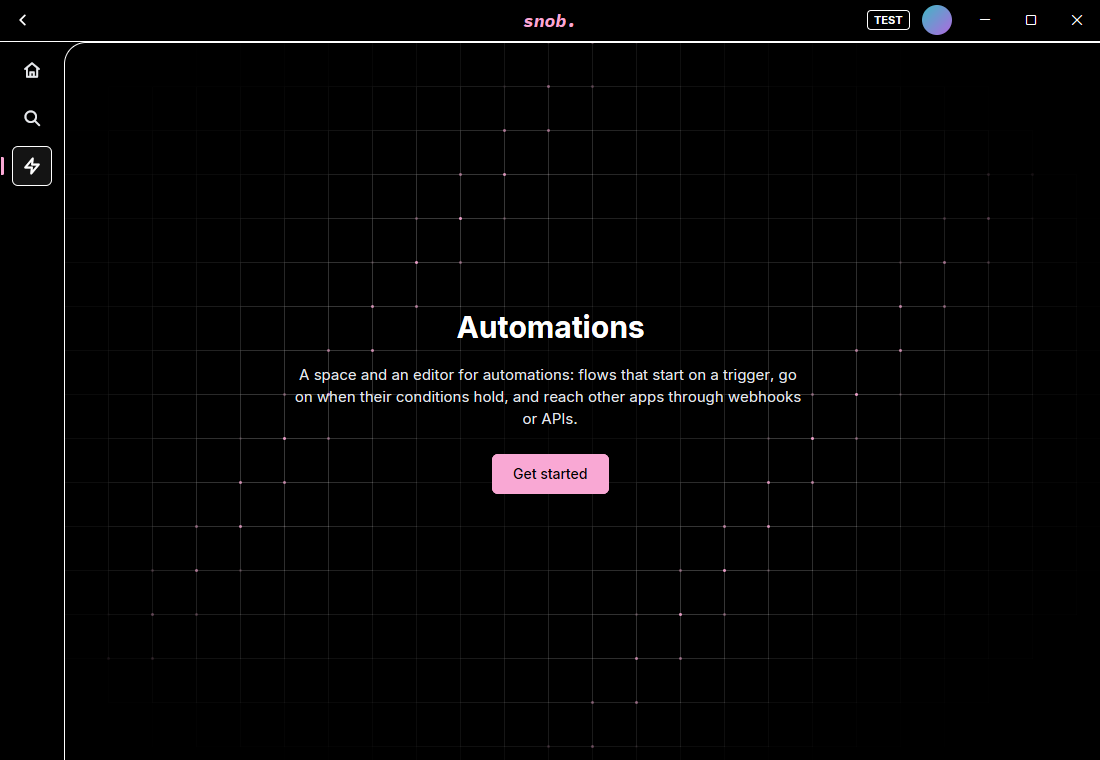 snob.
TEST
Automations
A space and an editor for automations: flows that start on a trigger, go
on when their conditions hold, and reach other apps through webhooks
or APIs.
Get started